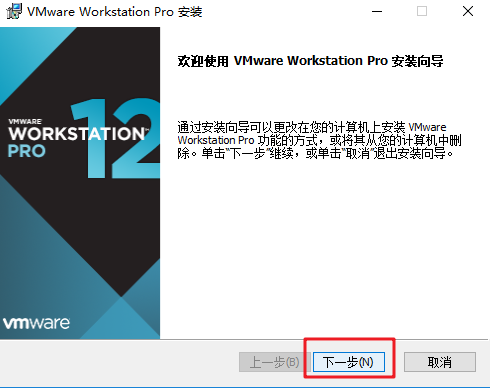 VMware Workstation Pro 安装
欢迎使用 VMware Workstation Pro 安装向导
VMWARE
WORKSTATION™
PRO
12
通过安装向导可以更改在您的计算机上安装 VMware
Workstation Pro 功能的方式，或将其从您的计算机中删
除。单击“下一步”继续，或单击“取消”退出安装向导。
vmware
上一步(B)
下一步(N)
取消